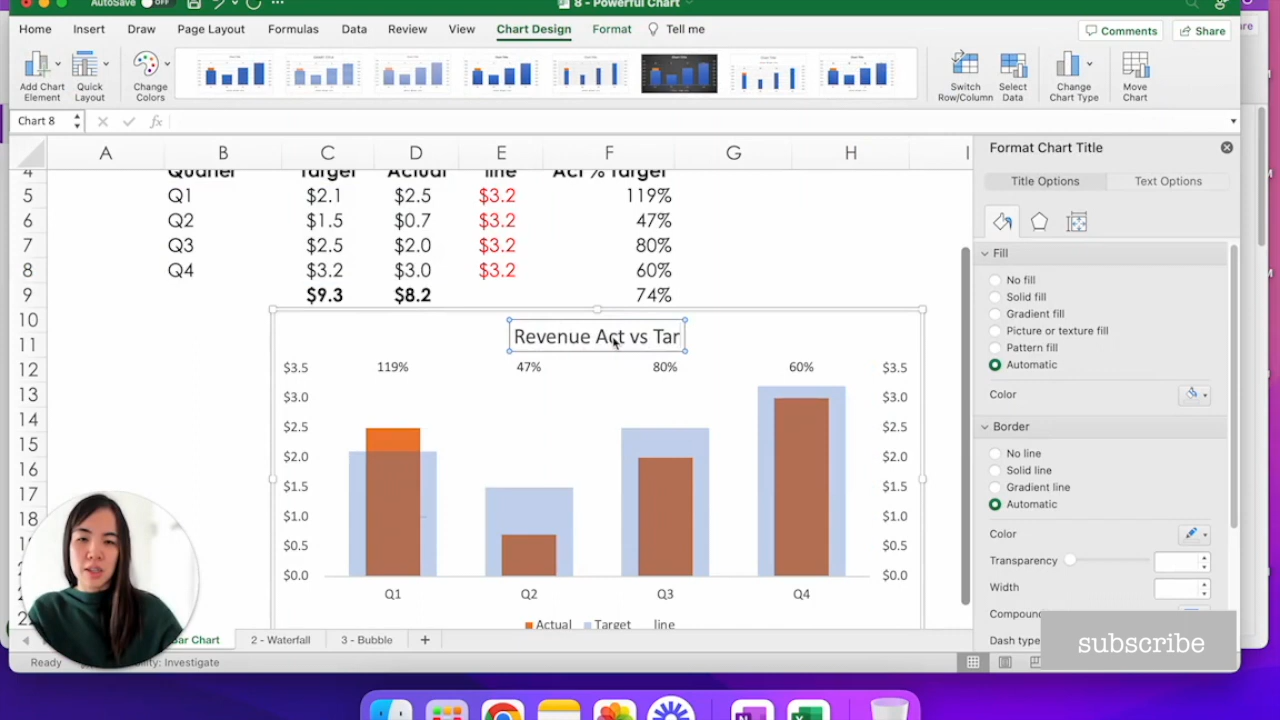 AutoSave OFF
8 - Powerful Chart
Home Insert Draw Page Layout Formulas Data Review View Chart Design Format Tell me
Comments Share
Add Chart Element
Quick Layout
Change Colors
Switch Row/Column
Select Data
Change Chart Type
Move Chart
Chart 8
fx
Format Chart Title
Title Options Text Options
Fill
No fill
Solid fill
Gradient fill
Picture or texture fill
Pattern fill
Automatic
Color
Border
No line
Solid line
Gradient line
Automatic
Color
Transparency
Width
Compound
Dash type
A B C D E F G H I
4 Quarter Target Actual line Act % Target
5 Q1 $2.1 $2.5 $3.2 119%
6 Q2 $1.5 $0.7 $3.2 47%
7 Q3 $2.5 $2.0 $3.2 80%
8 Q4 $3.2 $3.0 $3.2 60%
9 $9.3 $8.2 74%
10
11
12
13
14
15
16
17
18
Revenue Act vs Tar
119% 47% 80% 60%
$3.5 $3.5
$3.0 $3.0
$2.5 $2.5
$2.0 $2.0
$1.5 $1.5
$1.0 $1.0
$0.5 $0.5
$0.0 $0.0
Q1 Q2 Q3 Q4
Actual Target line
Bar Chart 2 - Waterfall 3 - Bubble +
Ready
Investigate
subscribe